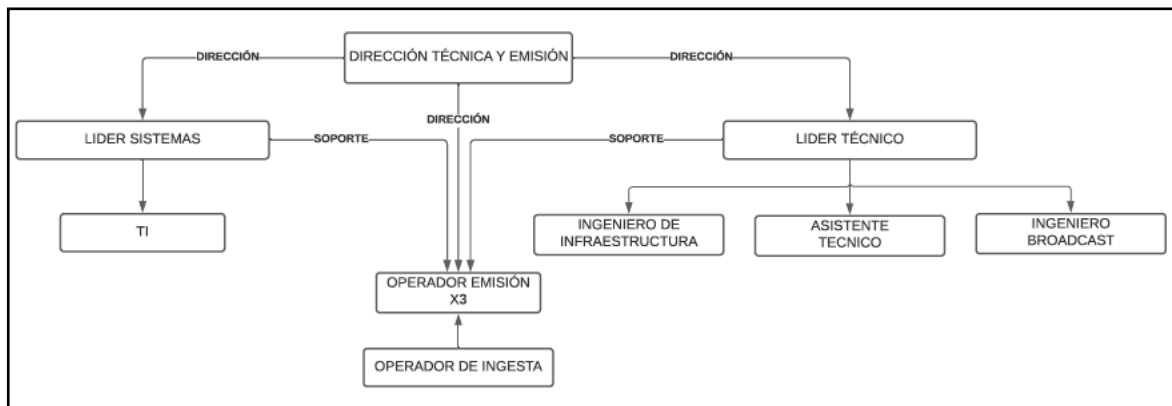 DIRECCIÓN TÉCNICA Y EMISIÓN
DIRECCIÓN
DIRECCIÓN
DIRECCIÓN
LIDER SISTEMAS
SOPORTE
SOPORTE
LIDER TÉCNICO
TI
INGENIERO DE
INFRAESTRUCTURA
ASISTENTE
TECNICO
INGENIERO
BROADCAST
OPERADOR EMISIÓN
X3
OPERADOR DE INGESTA